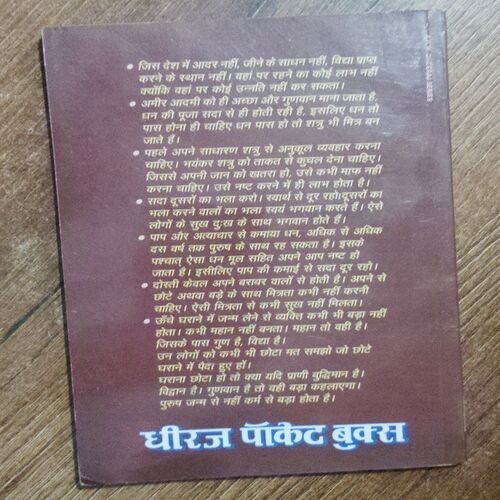 • जिस देश में आदर नहीं, जीने के साधन नहीं, विद्या प्राप्त
करने के स्थान नहीं। वहां पर रहने का कोई लाभ नहीं
क्योंकि वहां पर कोई उन्नति नहीं कर सकता।
• अमीर आदमी को ही अच्छा और गुणवान माना जाता है,
धन की पूजा सदा से ही होती रही है, इसलिए धन तो
पास होना ही चाहिए धन पास हो तो शत्रु भी मित्र बन
जाते हैं।
• पहले अपने साधारण शत्रु से अनुकूल व्यवहार करना
चाहिए। भयंकर शत्रु को ताकत से कुचल देना चाहिए।
जिससे अपनी जान को खतरा हो, उसे कभी माफ नहीं
करना चाहिए। उसे नष्ट करने में ही लाभ होता है।
• सदा दूसरों का भला करो। स्वार्थ से दूर रहो।दूसरों का
भला करने वालों का भला स्वयं भगवान करते हैं। ऐसे
लोगों के सुख दुःख के साथ भगवान होते हैं।
• पाप और अत्याचार से कमाया धन, अधिक से अधिक
दस वर्ष तक पुरुष के साथ रह सकता है। इसके
पश्चात् ऐसा धन मूल सहित अपने आप नष्ट हो
जाता है। इसीलिए पाप की कमाई से सदा दूर रहो।
• दोस्ती केवल अपने बराबर वालों से होती है। अपने से
छोटे अथवा बड़े के साथ मित्रता कभी नहीं करनी
चाहिए। ऐसी मित्रता से कभी सुख नहीं मिलता।
• ऊँचे घराने में जन्म लेने से व्यक्ति कभी भी बड़ा नहीं
होता। कभी महान नहीं बनता। महान तो वही है।
जिसके पास गुण है, विद्या है।
उन लोगों को कभी भी छोटा मत समझो जो छोटे
घराने में पैदा हुए हों।
घराना छोटा हो तो क्या यदि प्राणी बुद्धिमान है।
विद्वान है। गुणवान है तो वही बड़ा कहलाएगा।
पुरुष जन्म से नहीं कर्म से बड़ा होता है।
धीरज पॉकेट बुक्स